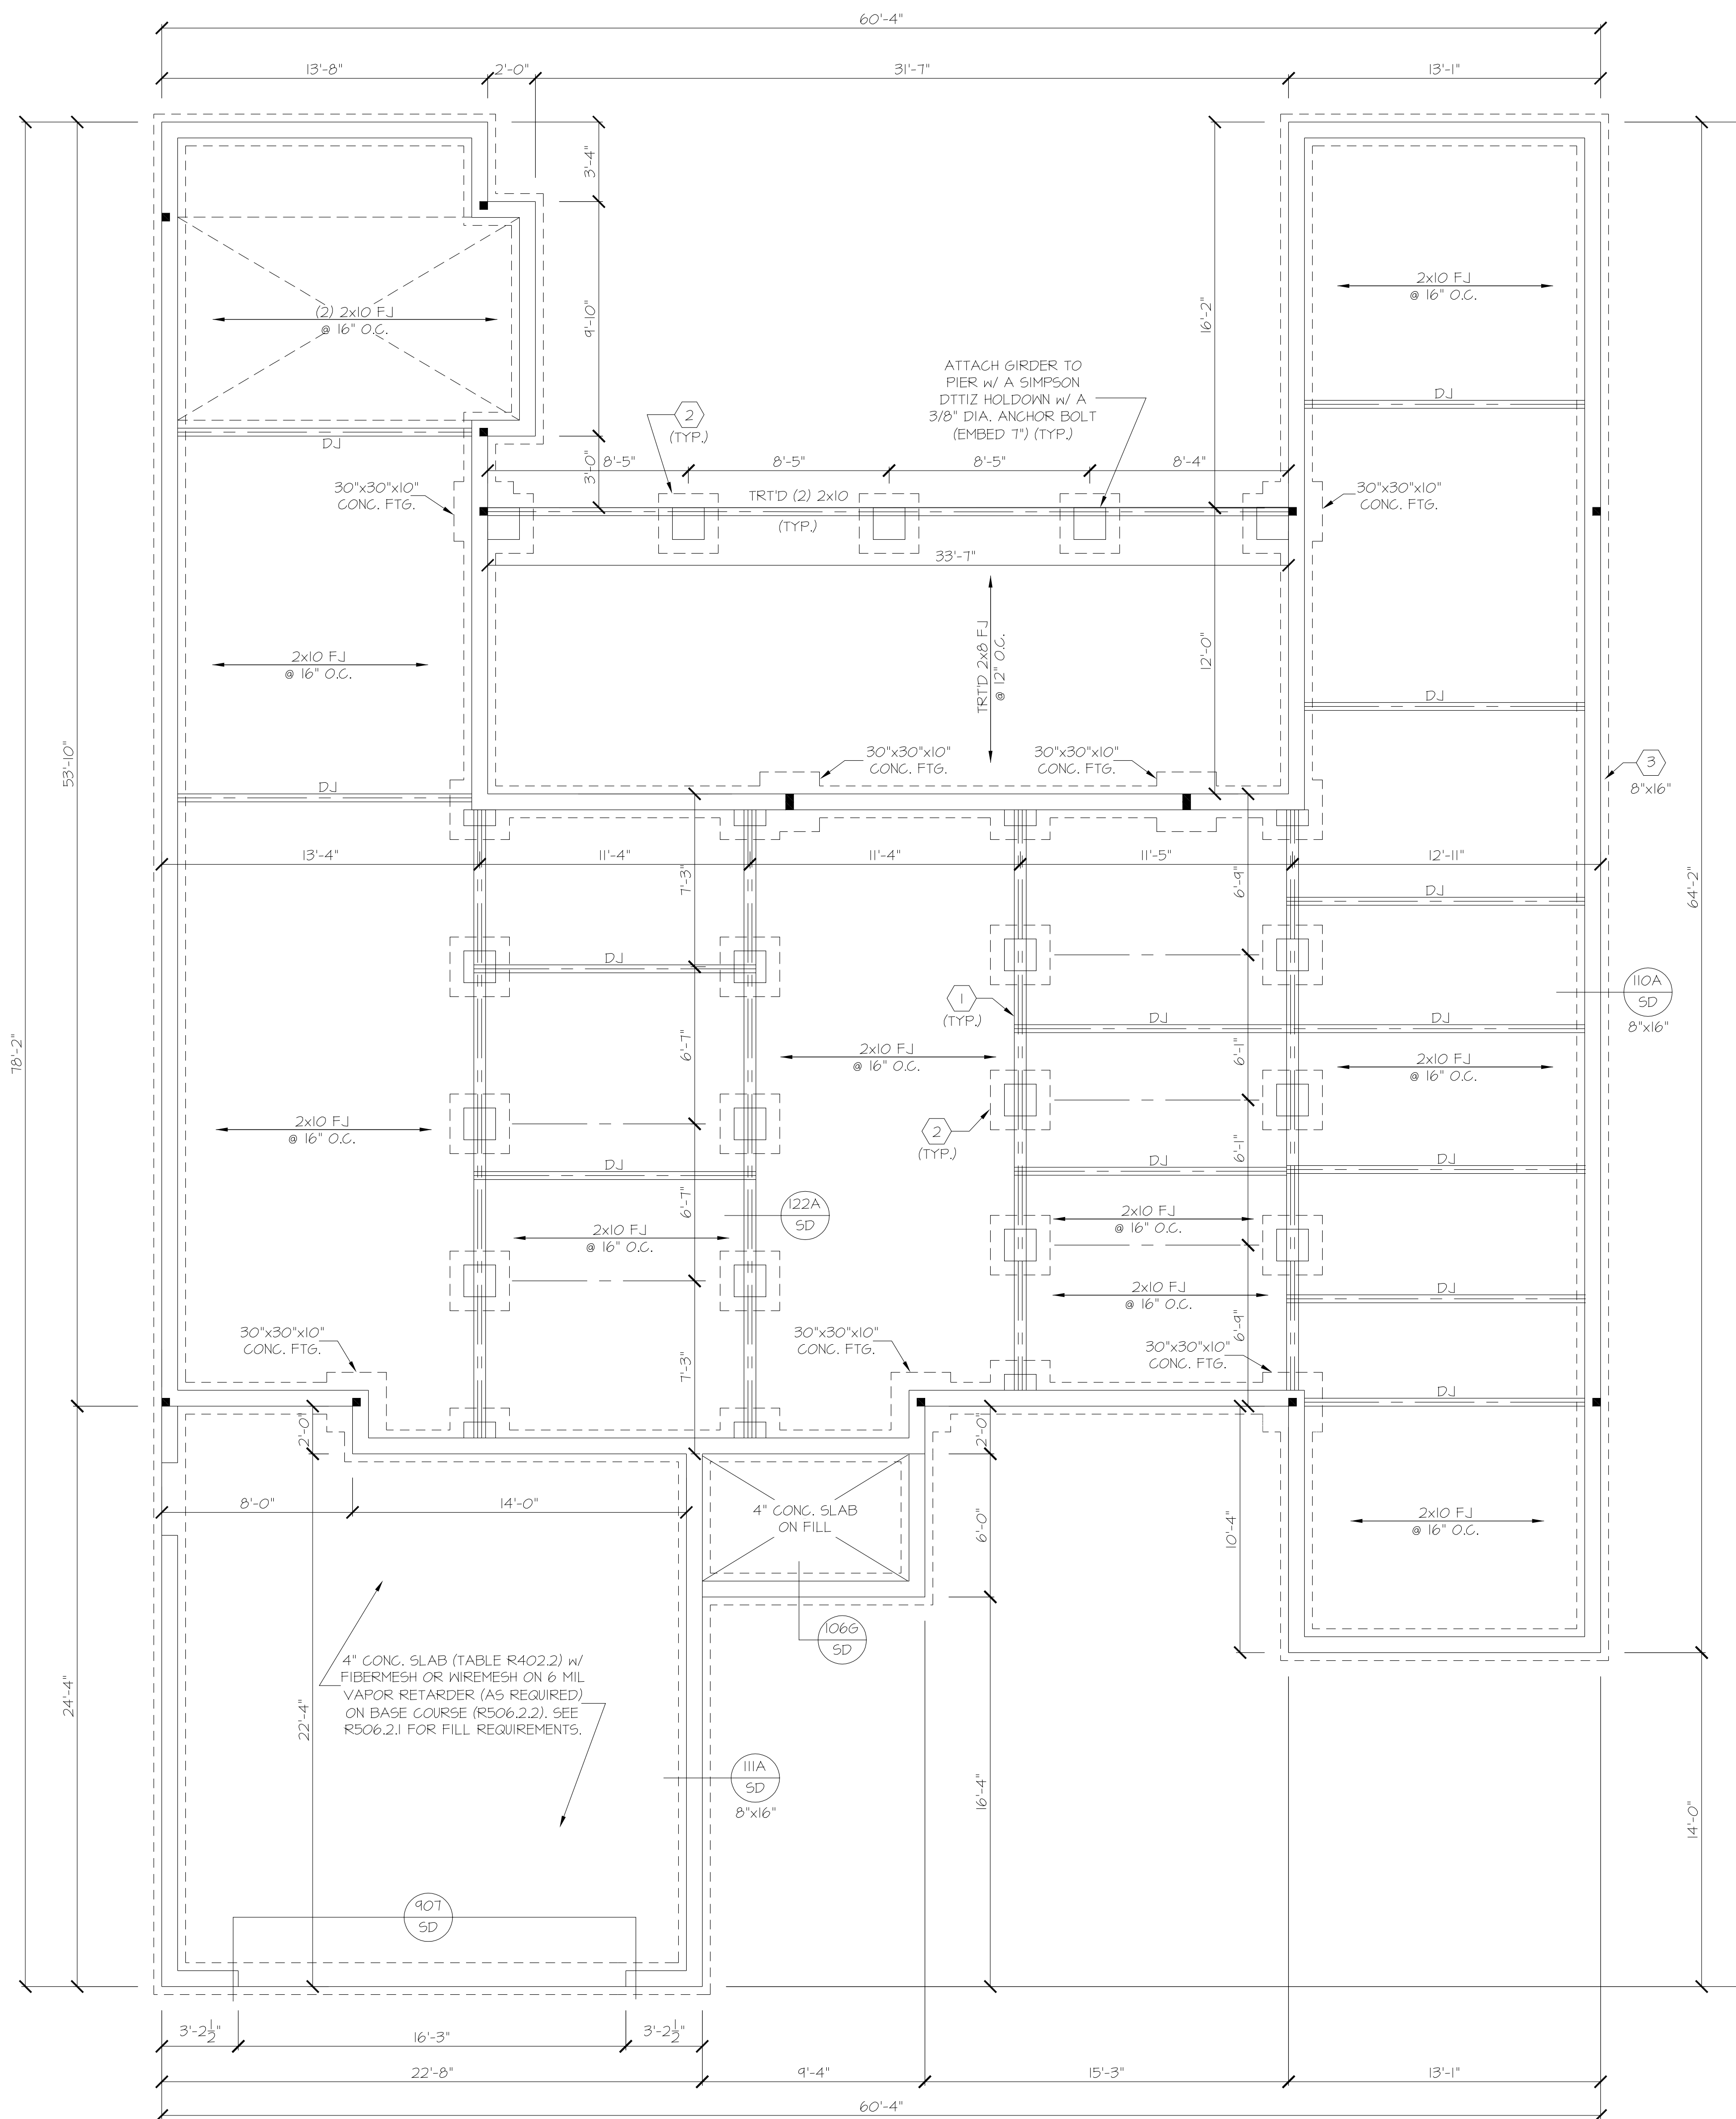 60'-4"
13'-8"
2'-0"
31'-7"
13'-1"
3'-4"
9'-10"
3'-0"
16'-2"
2x10 FJ
@ 16" O.C.
(2) 2x10 FJ
@ 16" O.C.
ATTACH GIRDER TO
PIER W/ A SIMPSON
DTT1Z HOLDOWN W/ A
3/8" DIA. ANCHOR BOLT
(EMBED 7") (TYP.)
2
(TYP.)
DJ
DJ
8'-5"
8'-5"
8'-5"
8'-4"
30"x30"x10"
CONC. FTG.
TRT'D (2) 2x10
(TYP.)
30"x30"x10"
CONC. FTG.
33'-7"
2x10 FJ
@ 16" O.C.
TRT'D 2x8 FJ
@ 12" O.C.
12'-0"
DJ
53'-10"
78'-2"
30"x30"x10"
CONC. FTG.
30"x30"x10"
CONC. FTG.
3
8"x16"
DJ
13'-4"
11'-4"
11'-4"
11'-5"
12'-11"
7'-3"
6'-9"
64'-2"
DJ
DJ
1
(TYP.)
110A
SD
8"x16"
DJ
DJ
6'-7"
2x10 FJ
@ 16" O.C.
6'-1"
2x10 FJ
@ 16" O.C.
2x10 FJ
@ 16" O.C.
2
(TYP.)
6'-1"
DJ
DJ
DJ
6'-7"
122A
SD
2x10 FJ
@ 16" O.C.
2x10 FJ
@ 16" O.C.
2x10 FJ
@ 16" O.C.
DJ
6'-9"
7'-3"
30"x30"x10"
CONC. FTG.
30"x30"x10"
CONC. FTG.
30"x30"x10"
CONC. FTG.
DJ
2'-0"
2'-0"
8'-0"
14'-0"
4" CONC. SLAB
ON FILL
6'-0"
10'-4"
2x10 FJ
@ 16" O.C.
106G
SD
4" CONC. SLAB (TABLE R402.2) W/
FIBERMESH OR WIREMESH ON 6 MIL
VAPOR RETARDER (AS REQUIRED)
ON BASE COURSE (R506.2.2). SEE
R506.2.1 FOR FILL REQUIREMENTS.
24'-4"
22'-4"
111A
SD
8"x16"
16'-4"
14'-0"
907
SD
3'-2½"
16'-3"
3'-2½"
22'-8"
9'-4"
15'-3"
13'-1"
60'-4"